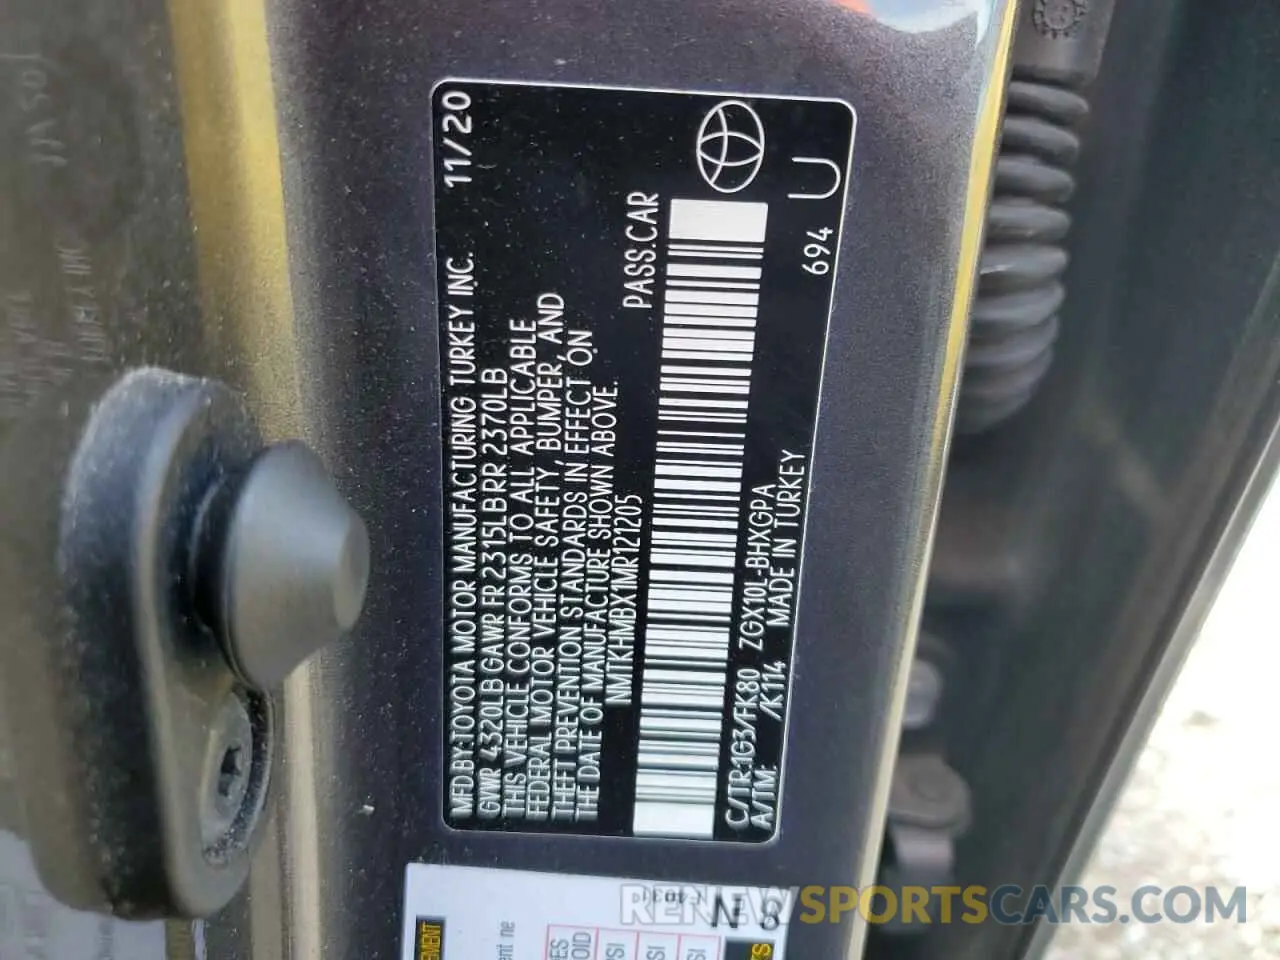 MFD.BY:TOYOTA MOTOR MANUFACTURING TURKEY INC. 11/20
GVWR 4320LB GAWR FR 2315LB RR 2370LB
THIS VEHICLE CONFORMS TO ALL APPLICABLE
FEDERAL MOTOR VEHICLE SAFETY, BUMPER, AND
THEFT PREVENTION STANDARDS IN EFFECT ON
THE DATE OF MANUFACTURE SHOWN ABOVE.
NMTKHMBX1MR121205 PASS.CAR
C/TR:1G3/FK80 ZGX10L-BHXGPA
A/TM: /K114 MADE IN TURKEY
694 U
RENEWSPORTSCARS.COM